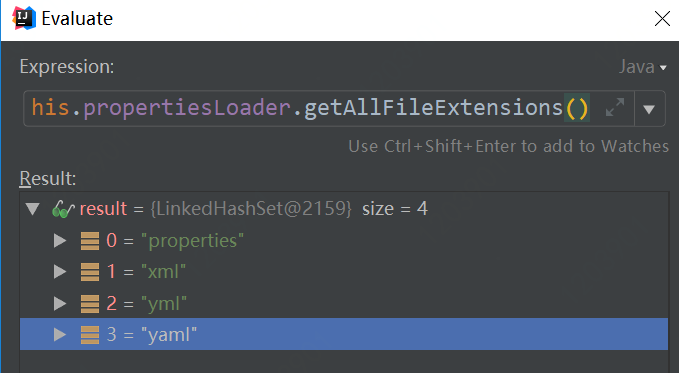 IJ Evaluate
Expression:
Java
his.propertiesLoader.getAllFileExtensions()
Use Ctrl+Shift+Enter to add to Watches
Result:
result = {LinkedHashSet@2159} size = 4
0 = "properties"
1 = "xml"
2 = "yml"
3 = "yaml"